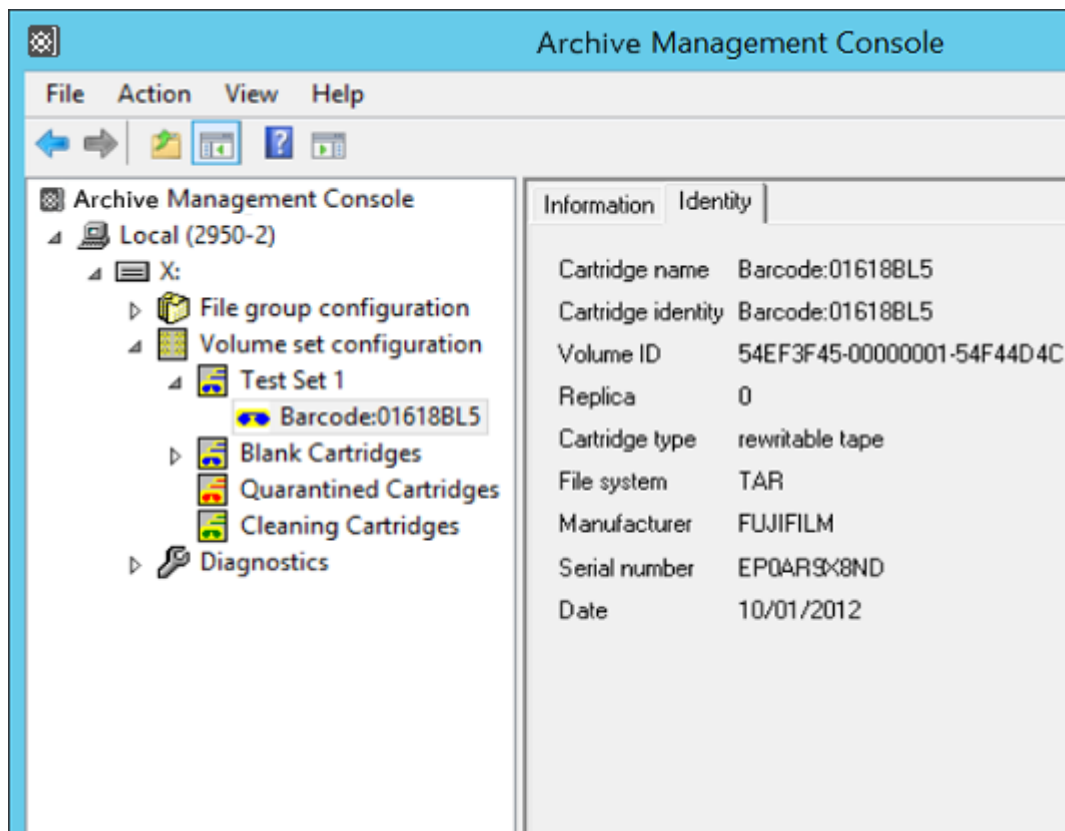 Archive Management Console
File Action View Help
Archive Management Console
Local (2950-2)
X:
File group configuration
Volume set configuration
Test Set 1
Barcode:01618BL5
Blank Cartridges
Quarantined Cartridges
Cleaning Cartridges
Diagnostics
Information Identity
Cartridge name Barcode:01618BL5
Cartridge identity Barcode:01618BL5
Volume ID 54EF3F45-00000001-54F44D4C
Replica 0
Cartridge type rewritable tape
File system TAR
Manufacturer FUJIFILM
Serial number EP0AR9X8ND
Date 10/01/2012